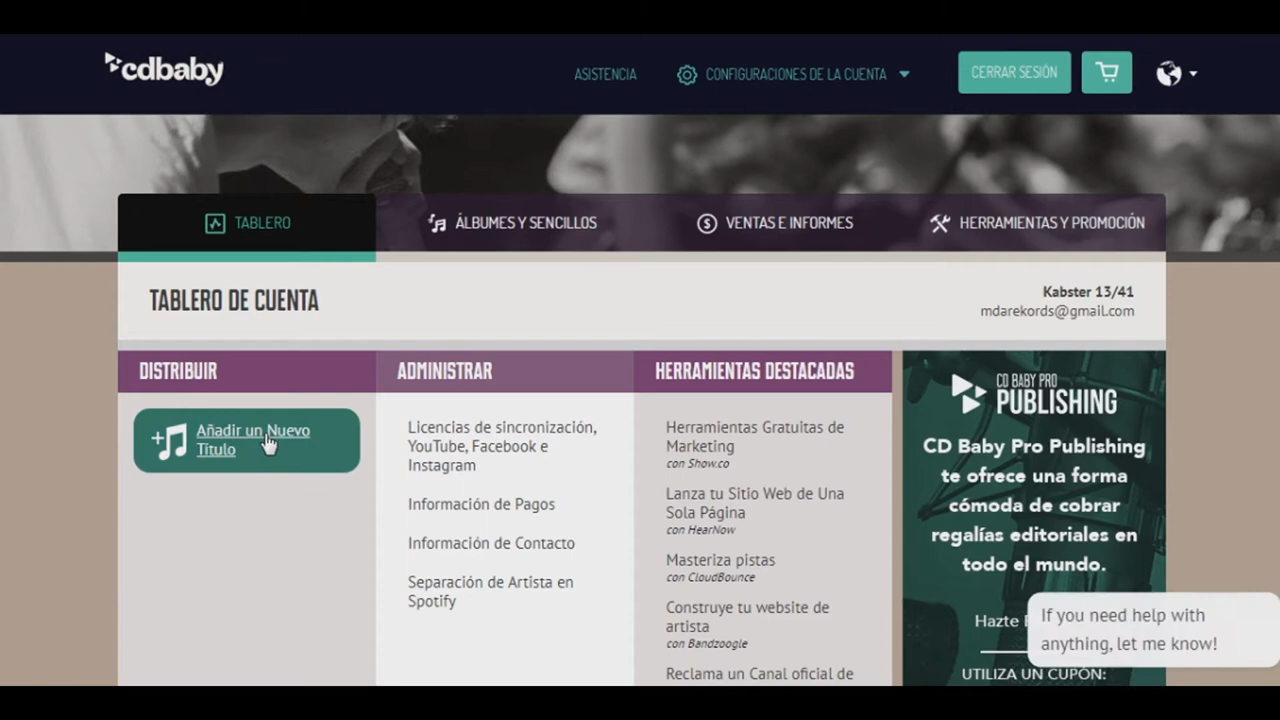 cdbaby
ASISTENCIA
CONFIGURACIONES DE LA CUENTA
CERRAR SESIÓN
TABLERO
ÁLBUMES Y SENCILLOS
VENTAS E INFORMES
HERRAMIENTAS Y PROMOCIÓN
TABLERO DE CUENTA
Kabster 13/41
mdarekords@gmail.com
DISTRIBUIR
Añadir un Nuevo
Título
ADMINISTRAR
Licencias de sincronización,
YouTube, Facebook e
Instagram
Información de Pagos
Información de Contacto
Separación de Artista en
Spotify
HERRAMIENTAS DESTACADAS
Herramientas Gratuitas de
Marketing
con Show.co
Lanza tu Sitio Web de Una
Sola Página
con HearNow
Masteriza pistas
con CloudBounce
Construye tu website de
artista
con Bandzoogle
Reclama un Canal oficial de
CD BABY PRO
PUBLISHING
CD Baby Pro Publishing
te ofrece una forma
cómoda de cobrar
regalías editoriales en
todo el mundo.
Hazte
UTILIZA UN CUPÓN:
If you need help with
anything, let me know!